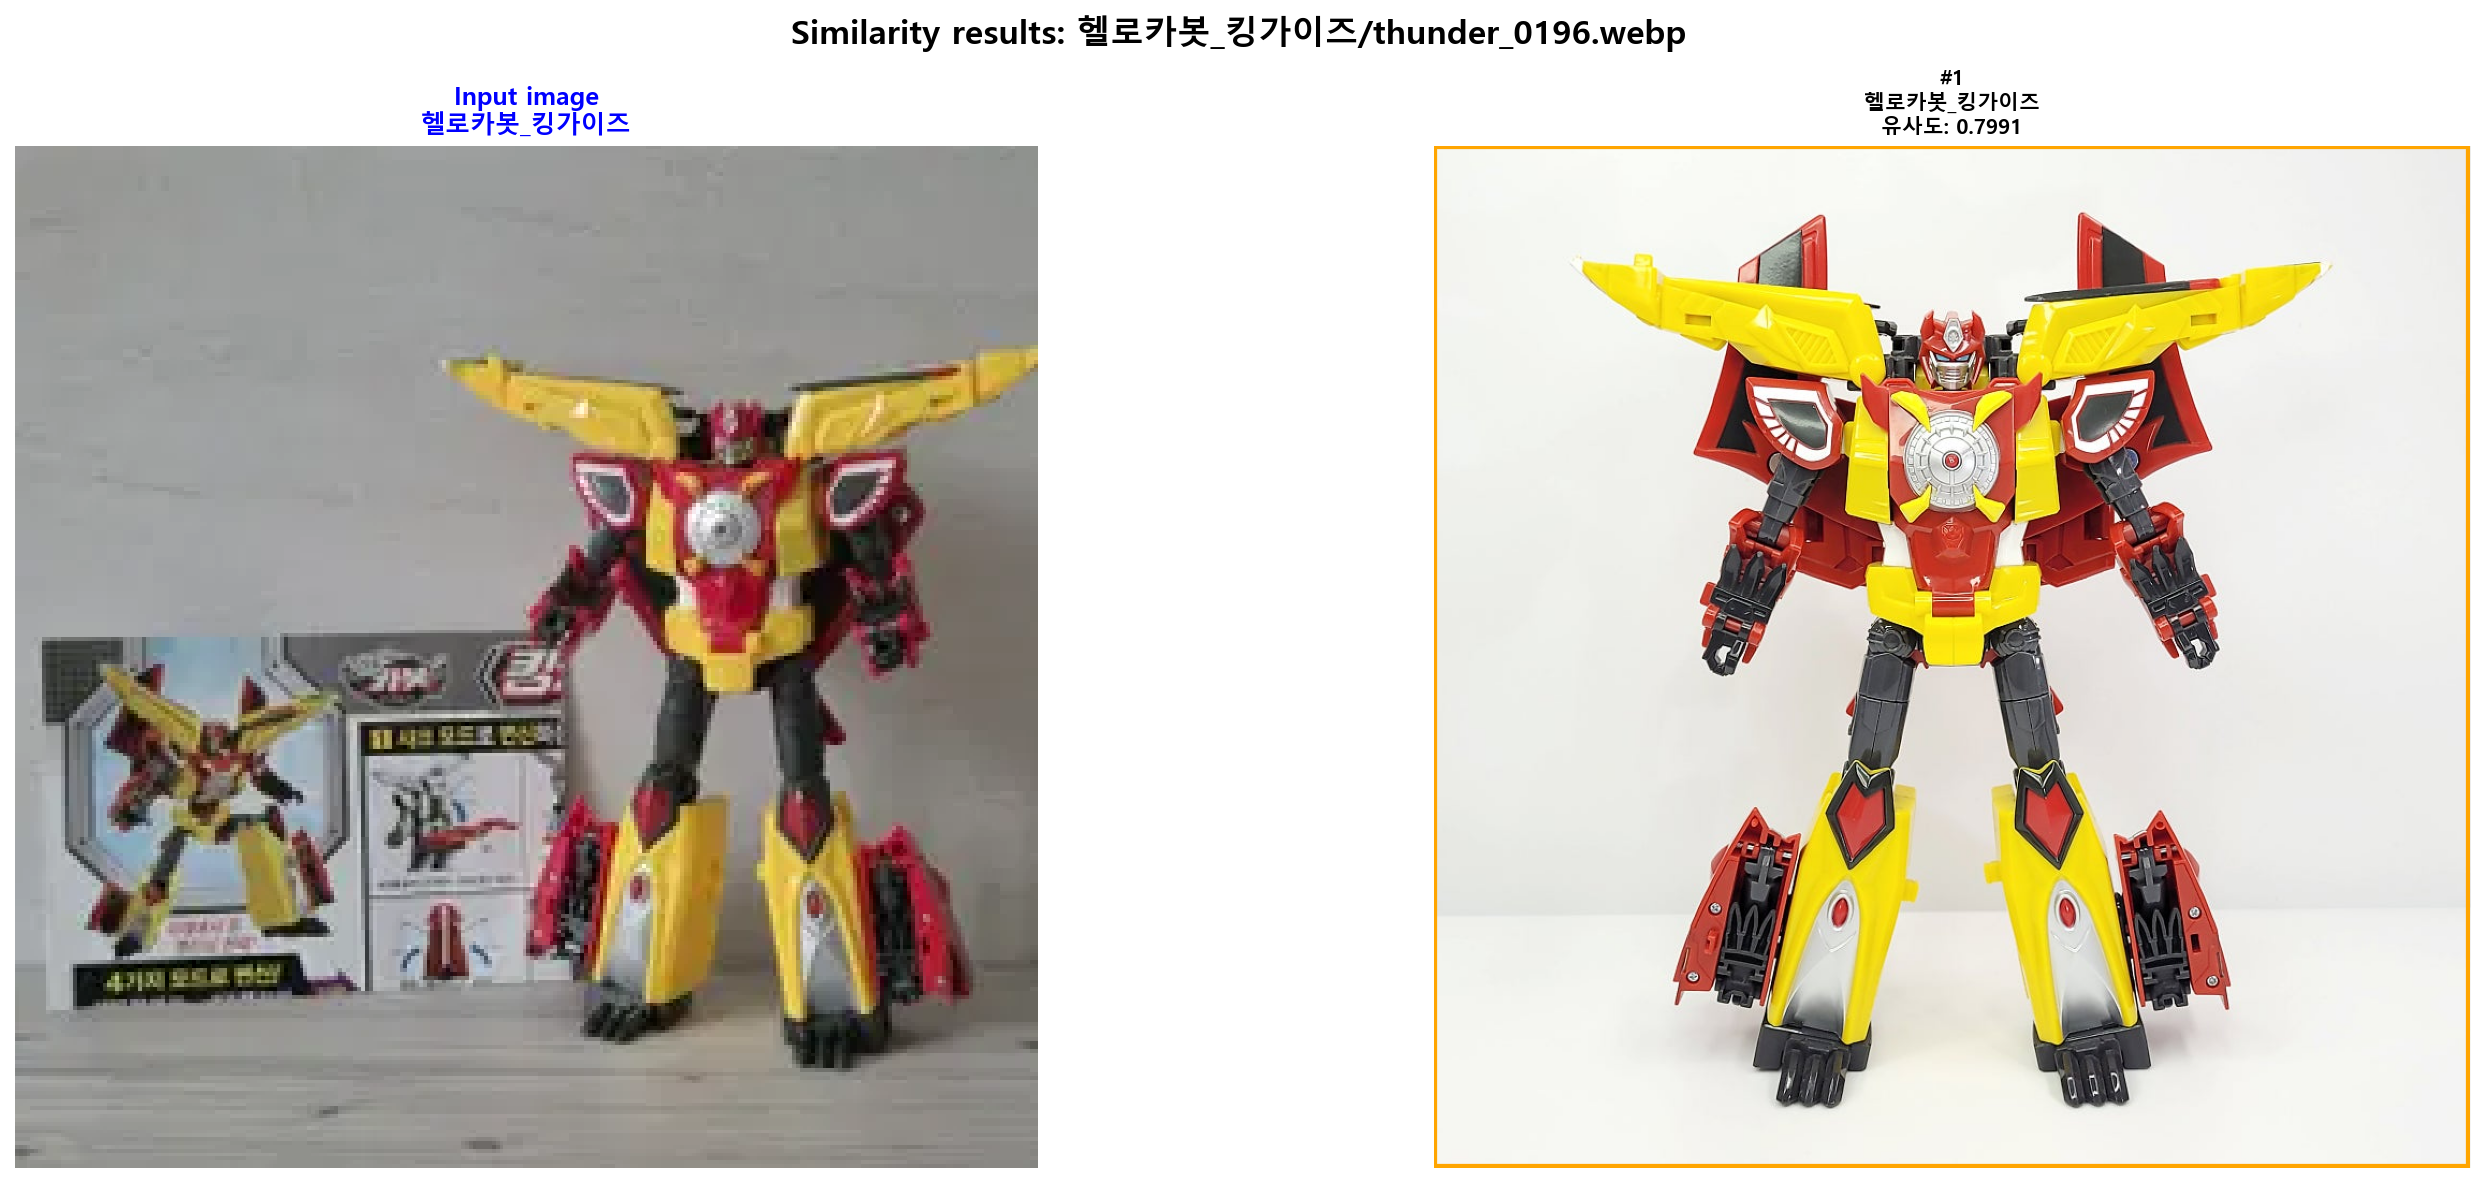 Similarity results: 헬로카봇_킹가이즈/thunder_0196.webp
Input image
헬로카봇_킹가이즈
#1
헬로카봇_킹가이즈
유사도: 0.7991
킹
4가지 모드로 변신!